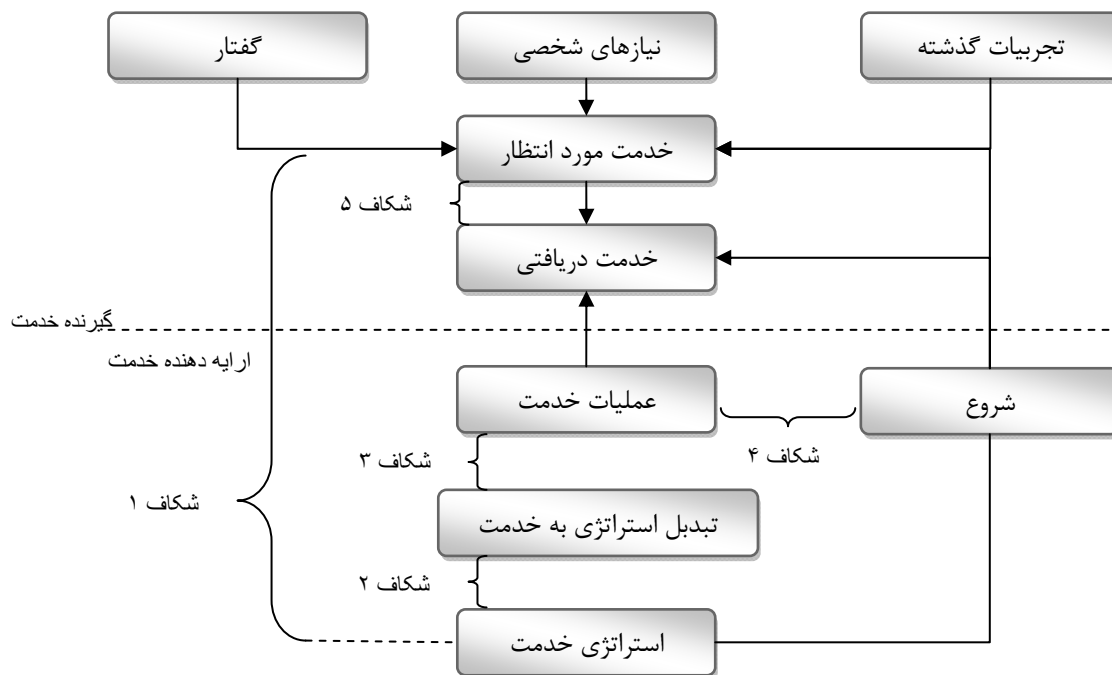 تجربیات گذشته
نیازهای شخصی
گفتار
خدمت مورد انتظار
شکاف ۵
خدمت دریافتی
گیرنده خدمت
ارایه دهنده خدمت
شروع
عملیات خدمت
شکاف ۴
شکاف ۳
شکاف ۱
تبدبل استراتژی به خدمت
شکاف ۲
استراتژی خدمت